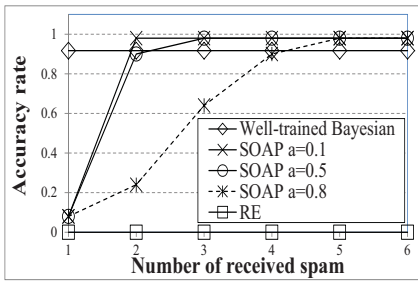 Accuracy rate
1
0.8
0.6
0.4
0.2
0
Well-trained Bayesian
SOAP a=0.1
SOAP a=0.5
SOAP a=0.8
RE
1 2 3 4 5 6
Number of received spam